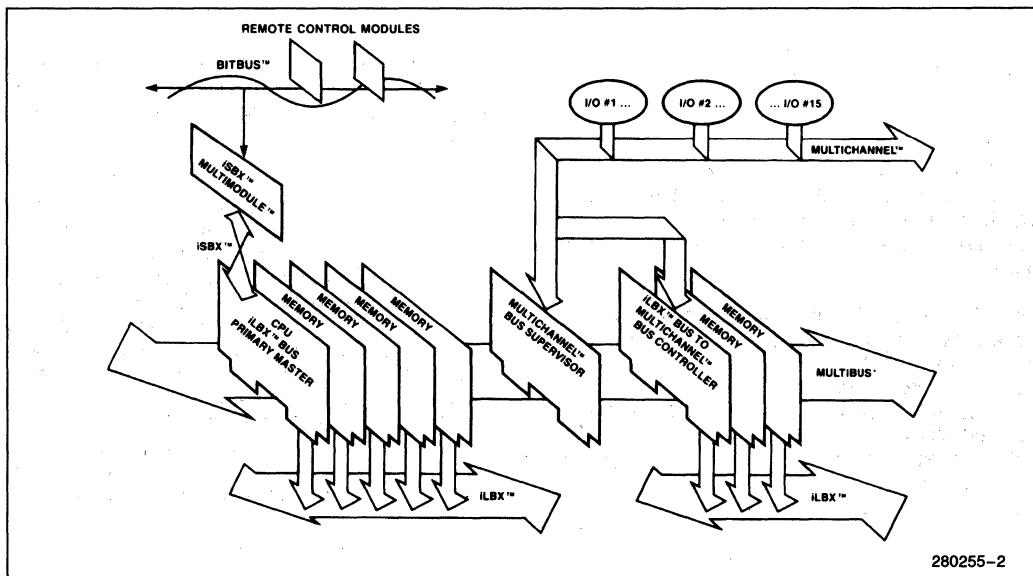 REMOTE CONTROL MODULES
BITBUS™
I/O #1 ...
I/O #2 ...
... I/O #15
MULTICHANNEL™
iSBX™
MULTIMODULE™
iSBX™
CPU
iLBX™ BUS
PRIMARY MASTER
MEMORY
MEMORY
MEMORY
MEMORY
MULTICHANNEL™
BUS SUPERVISOR
iLBX™ BUS TO
MULTICHANNEL™
BUS CONTROLLER
MEMORY
MEMORY
MULTIBUS*
iLBX™
iLBX™
280255-2